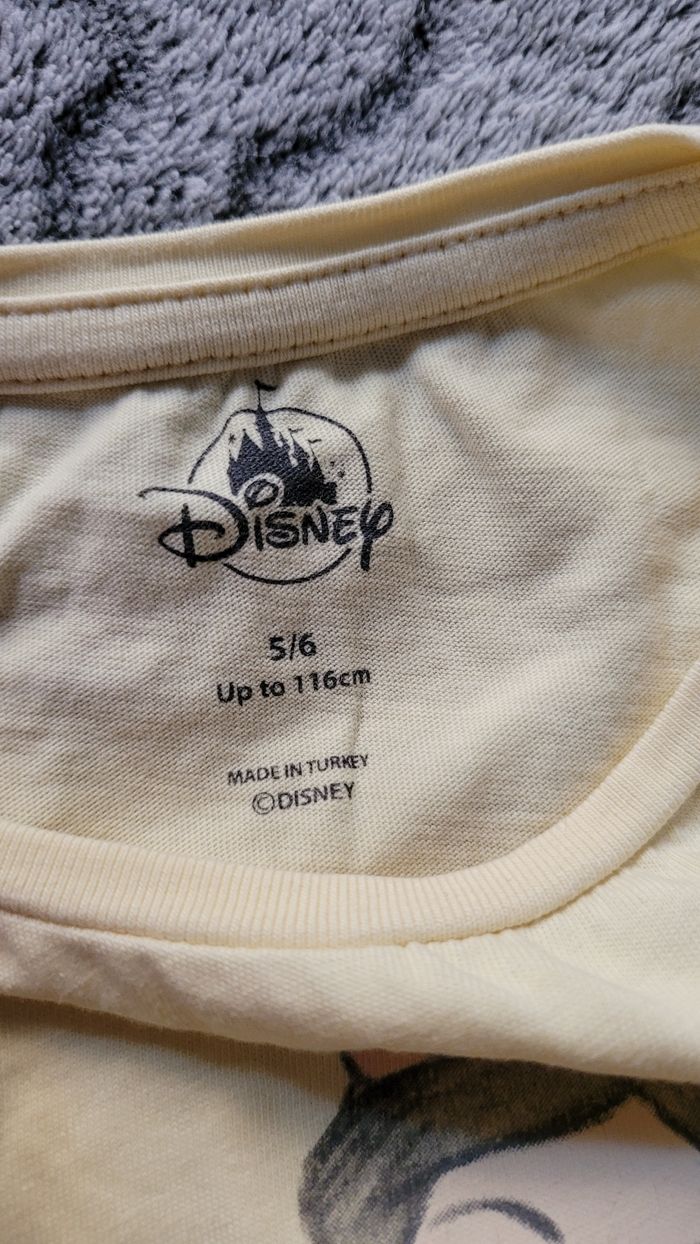 Disney
5/6
Up to 116cm
MADE IN TURKEY
©DISNEY